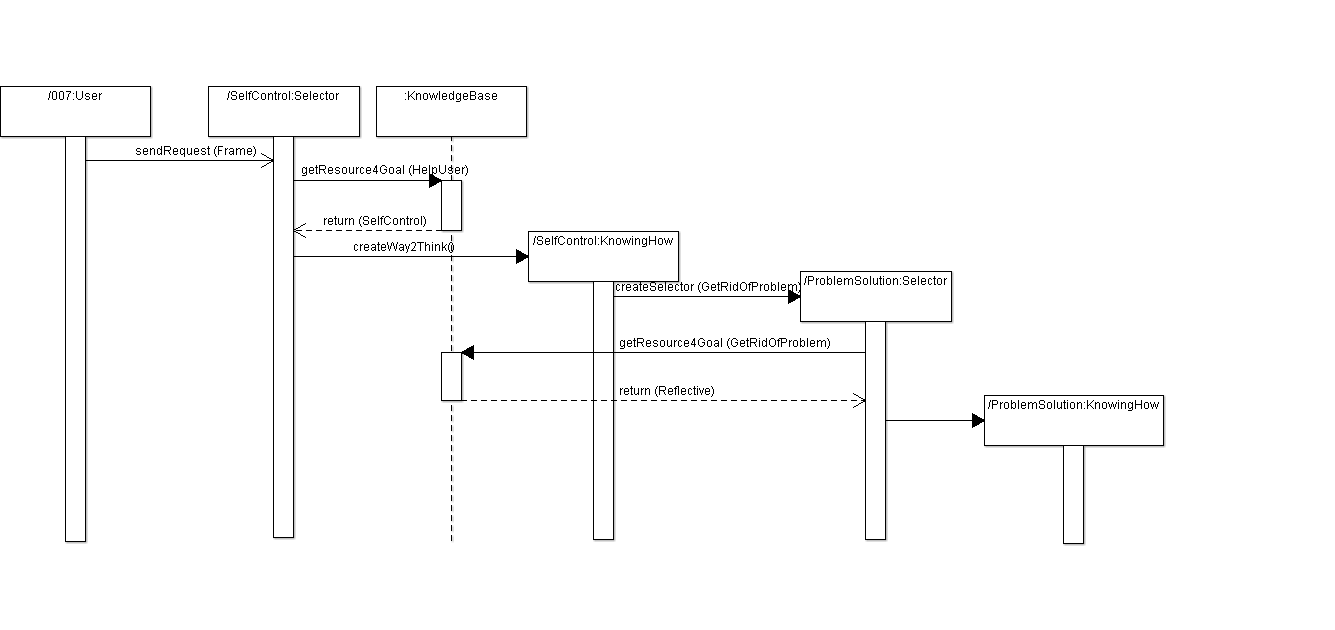 /007:User
/SelfControl:Selector
:KnowledgeBase
sendRequest (Frame)
getResource4Goal (HelpUser)
return (SelfControl)
createWay2Think()
/SelfControl:KnowingHow
createSelector (GetRidOfProblem)
/ProblemSolution:Selector
getResource4Goal (GetRidOfProblem)
return (Reflective)
/ProblemSolution:KnowingHow